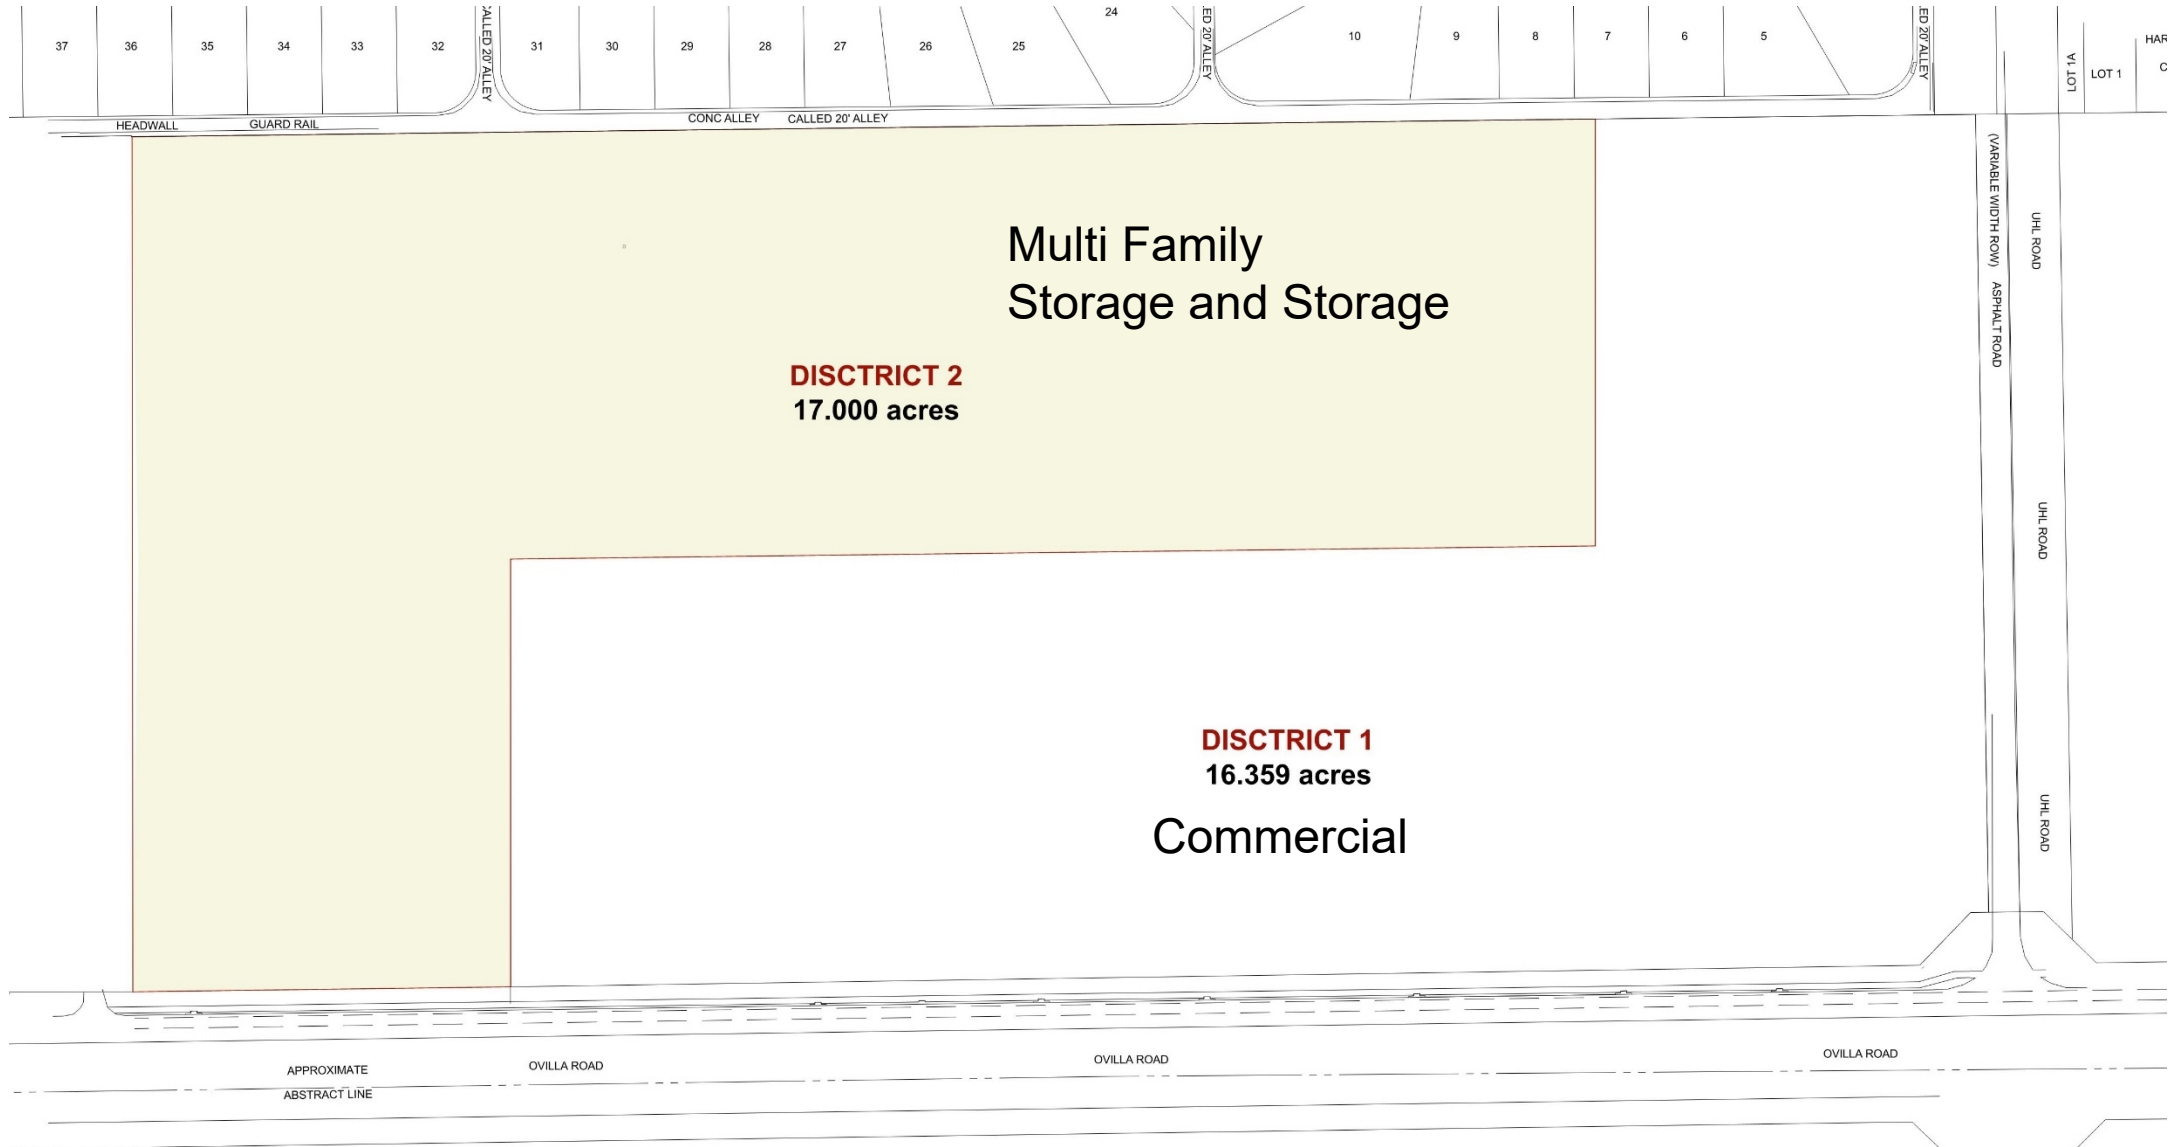 24
37
36
35
34
33
32
CALLED 20' ALLEY
31
30
29
28
27
26
25
ED 20' ALLEY
10
9
8
7
6
5
ED 20' ALLEY
LOT 1A
LOT 1
HAR
C
HEADWALL
GUARD RAIL
CONC ALLEY
CALLED 20' ALLEY
(VARIABLE WIDTH ROW)
ASPHALT ROAD
UHL ROAD
Multi Family
Storage and Storage
DISCTRICT 2
17.000 acres
UHL ROAD
DISCTRICT 1
16.359 acres
Commercial
UHL ROAD
APPROXIMATE
ABSTRACT LINE
OVILLA ROAD
OVILLA ROAD
OVILLA ROAD